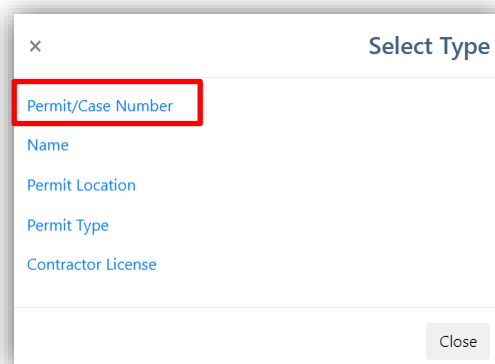 × Select Type
Permit/Case Number
Name
Permit Location
Permit Type
Contractor License
Close